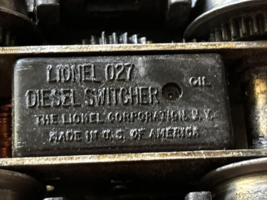 LIONEL 027
OIL
DIESEL SWITCHER
THE LIONEL CORPORATION N.Y.
MADE IN U.S. OF AMERICA